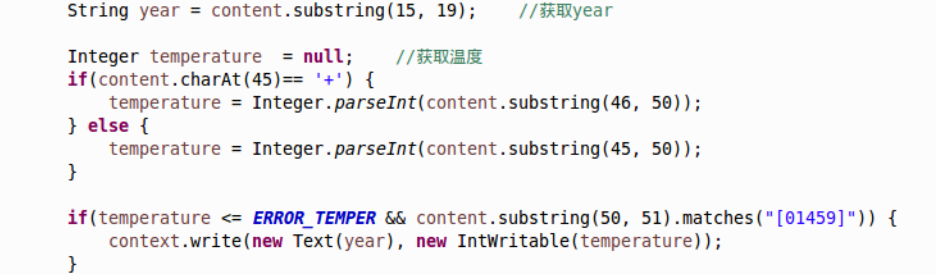 String year = content.substring(15, 19);    //获取year
Integer temperature  = null;    //获取温度
if(content.charAt(45)== '+') {
    temperature = Integer.parseInt(content.substring(46, 50));
} else {
    temperature = Integer.parseInt(content.substring(45, 50));
}
if(temperature <= ERROR_TEMPER && content.substring(50, 51).matches("[01459]")) {
    context.write(new Text(year), new IntWritable(temperature));
}